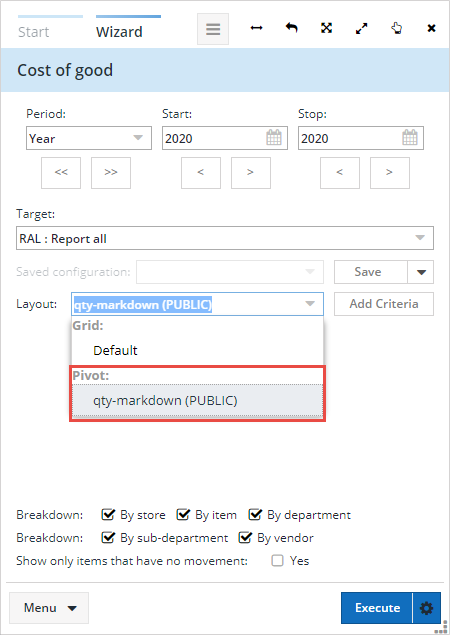 Start Wizard
Cost of good
Period: Start: Stop:
Year 2020 2020
<< >> < > < >
Target:
RAL : Report all
Saved configuration: Save
Layout: qty-markdown (PUBLIC) Add Criteria
Grid:
Default
Pivot:
qty-markdown (PUBLIC)
Breakdown: By store By item By department
Breakdown: By sub-department By vendor
Show only items that have no movement: Yes
Menu Execute